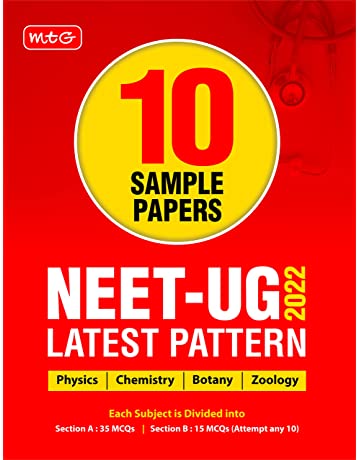 mtG
10
SAMPLE
PAPERS
NEET-UG 2022
LATEST PATTERN
Physics | Chemistry | Botany | Zoology
Each Subject is Divided into
Section A : 35 MCQs | Section B : 15 MCQs (Attempt any 10)